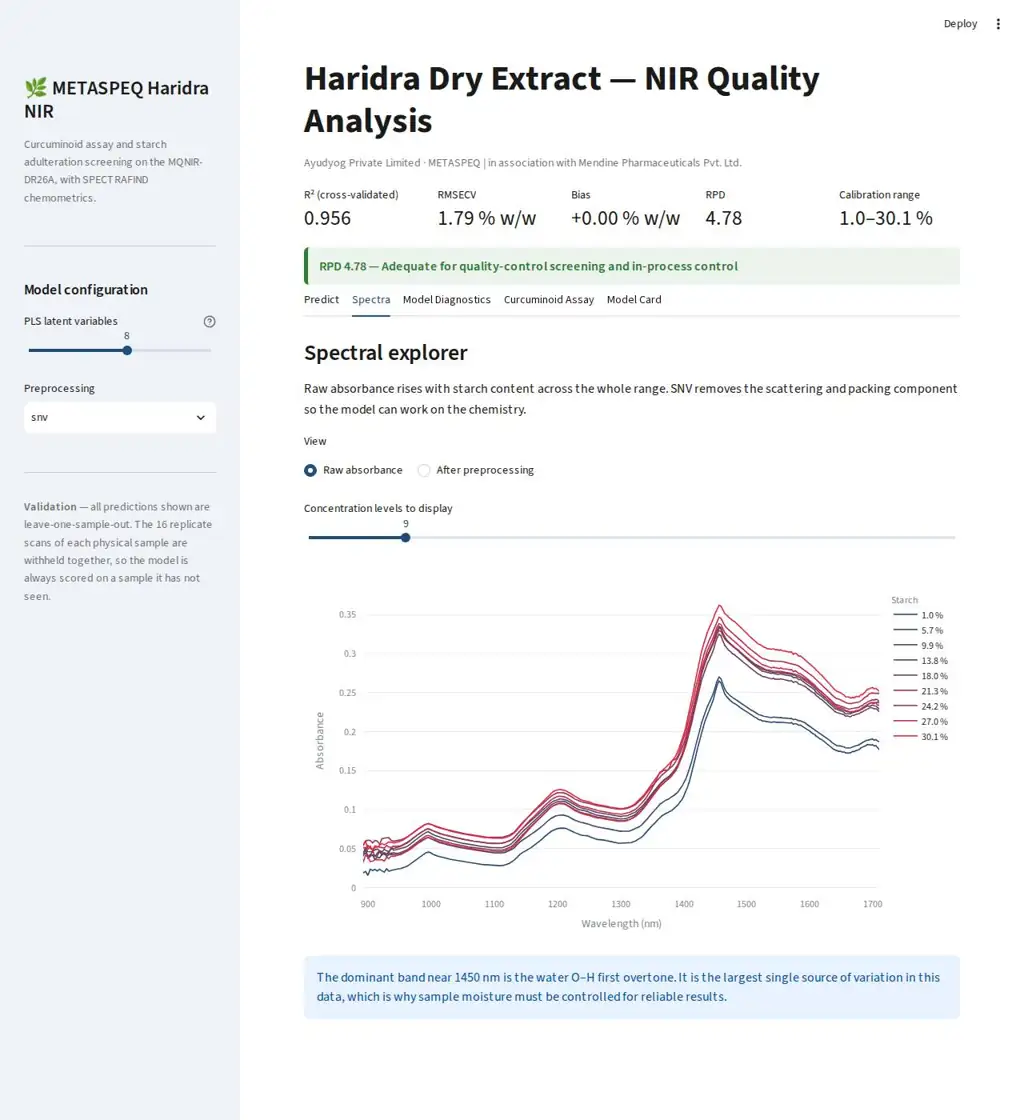 Deploy
🌿 METASPEQ Haridra
NIR
Curcuminoid assay and starch
adulteration screening on the MQNIR-
DR26A, with SPECTRAFIND
chemometrics.
Model configuration
PLS latent variables
8
Preprocessing
snv
Validation — all predictions shown are
leave-one-sample-out. The 16 replicate
scans of each physical sample are
withheld together, so the model is
always scored on a sample it has not
seen.
Haridra Dry Extract — NIR Quality
Analysis
Ayudyog Private Limited · METASPEQ | in association with Mendine Pharmaceuticals Pvt. Ltd.
R² (cross-validated) RMSECV Bias RPD Calibration range
0.956 1.79 % w/w +0.00 % w/w 4.78 1.0–30.1 %
RPD 4.78 — Adequate for quality-control screening and in-process control
Predict Spectra Model Diagnostics Curcuminoid Assay Model Card
Spectral explorer
Raw absorbance rises with starch content across the whole range. SNV removes the scattering and packing component
so the model can work on the chemistry.
View
Raw absorbance After preprocessing
Concentration levels to display
9
Starch
1.0 %
5.7 %
9.9 %
13.8 %
18.0 %
21.3 %
24.2 %
27.0 %
30.1 %
Absorbance
0.35
0.3
0.25
0.2
0.15
0.1
0.05
0
900 1000 1100 1200 1300 1400 1500 1600 1700
Wavelength (nm)
The dominant band near 1450 nm is the water O–H first overtone. It is the largest single source of variation in this
data, which is why sample moisture must be controlled for reliable results.